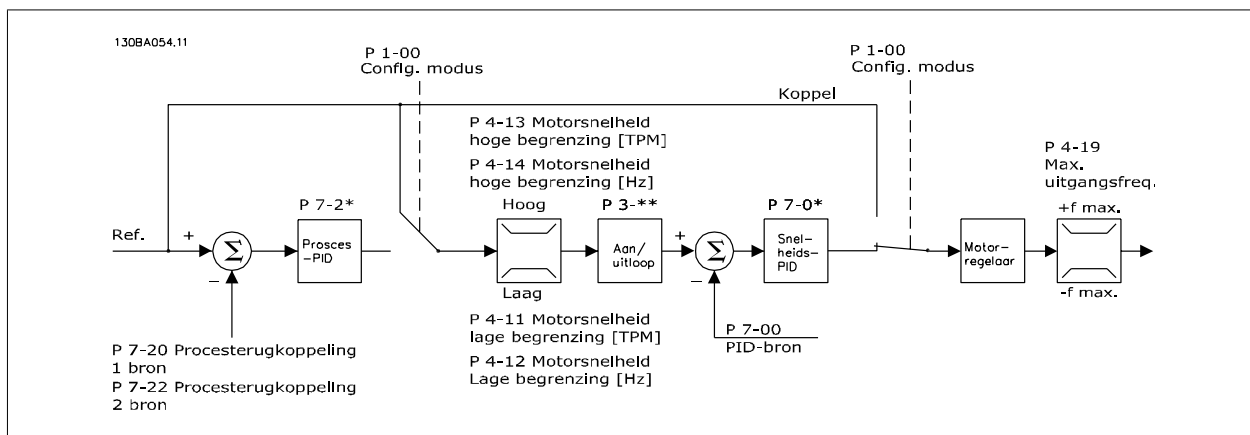 130BA054.11
P 1-00
Config. modus
P 1-00
Config. modus
Koppel
P 4-13 Motorsnelheid
hoge begrenzing [TPM]
P 4-14 Motorsnelheid
hoge begrenzing [Hz]
P 4-19
Max.
uitgangsfreq.
P 7-2*
Hoog
P 3-**
P 7-0*
+f max.
Ref.
+
Σ
Prosces
-PID
Aan/
uitloop
+
Σ
Snel-
heids-
PID
Motor-
regelaar
_
Laag
_
-f max.
P 4-11 Motorsnelheid
lage begrenzing [TPM]
P 4-12 Motorsnelheid
Lage begrenzing [Hz]
P 7-00
PID-bron
P 7-20 Procesterugkoppeling
1 bron
P 7-22 Procesterugkoppeling
2 bron